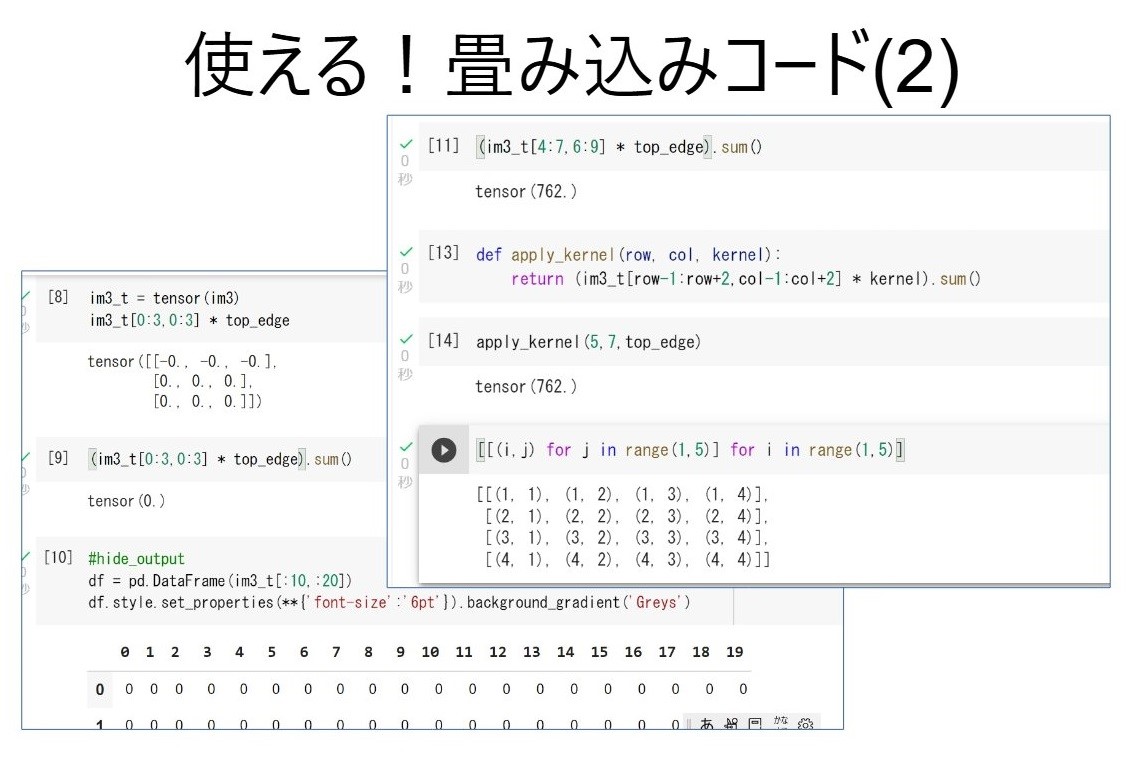 使える！畳み込みコード(2)
[8] im3_t = tensor(im3)
im3_t[0:3,0:3] * top_edge
tensor([[-0., -0., -0.],
[0., 0., 0.],
[0., 0., 0.]])
[9] (im3_t[0:3,0:3] * top_edge).sum()
tensor(0.)
[10] #hide_output
df = pd.DataFrame(im3_t[:10,:20])
df.style.set_properties(**{'font-size':'6pt'}).background_gradient('Greys')
0 1 2 3 4 5 6 7 8 9 10 11 12 13 14 15 16 17 18 19
0 0 0 0 0 0 0 0 0 0 0 0 0 0 0 0 0 0 0 0 0
1 0 0 0 0 0 0 0 0 0 0 0 0 0 0 0 0 0 0
あ
かな
[11] (im3_t[4:7,6:9] * top_edge).sum()
0
秒
tensor(762.)
[13] def apply_kernel(row, col, kernel):
0
秒
return (im3_t[row-1:row+2,col-1:col+2] * kernel).sum()
[14] apply_kernel(5,7,top_edge)
0
秒
tensor(762.)
[[(i,j) for j in range(1,5)] for i in range(1,5)]
0
秒
[[(1, 1), (1, 2), (1, 3), (1, 4)],
[(2, 1), (2, 2), (2, 3), (2, 4)],
[(3, 1), (3, 2), (3, 3), (3, 4)],
[(4, 1), (4, 2), (4, 3), (4, 4)]]